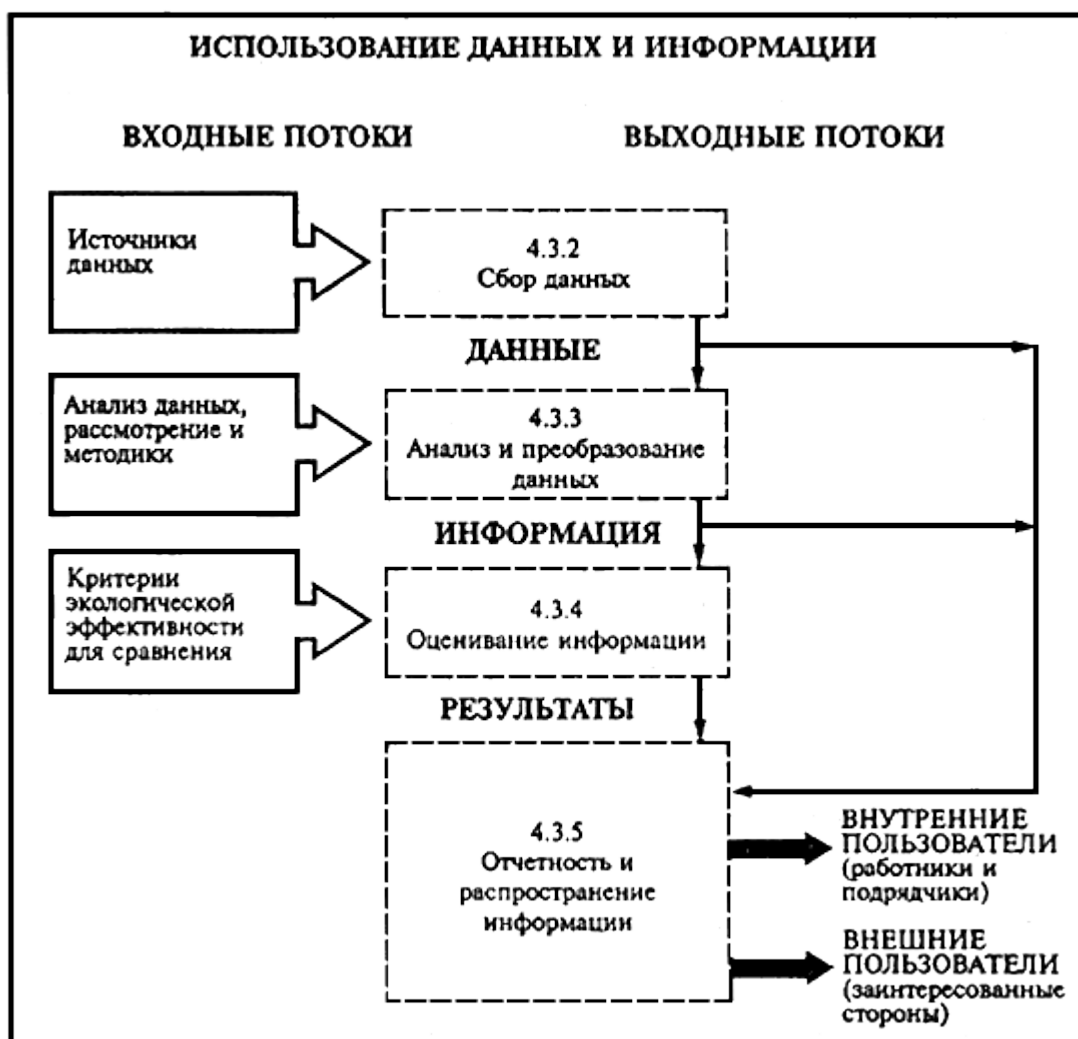 ИСПОЛЬЗОВАНИЕ ДАННЫХ И ИНФОРМАЦИИ
ВХОДНЫЕ ПОТОКИ
ВЫХОДНЫЕ ПОТОКИ
Источники
данных
4.3.2
Сбор данных
ДАННЫЕ
Анализ данных,
рассмотрение и
методики
4.3.3
Анализ и преобразование
данных
ИНФОРМАЦИЯ
Критерии
экологической
эффективности
для сравнения
4.3.4
Оценивание информации
РЕЗУЛЬТАТЫ
4.3.5
Отчетность и
распространение
информации
ВНУТРЕННИЕ
ПОЛЬЗОВАТЕЛИ
(работники и
подрядчики)
ВНЕШНИЕ
ПОЛЬЗОВАТЕЛИ
(заинтересованные
стороны)